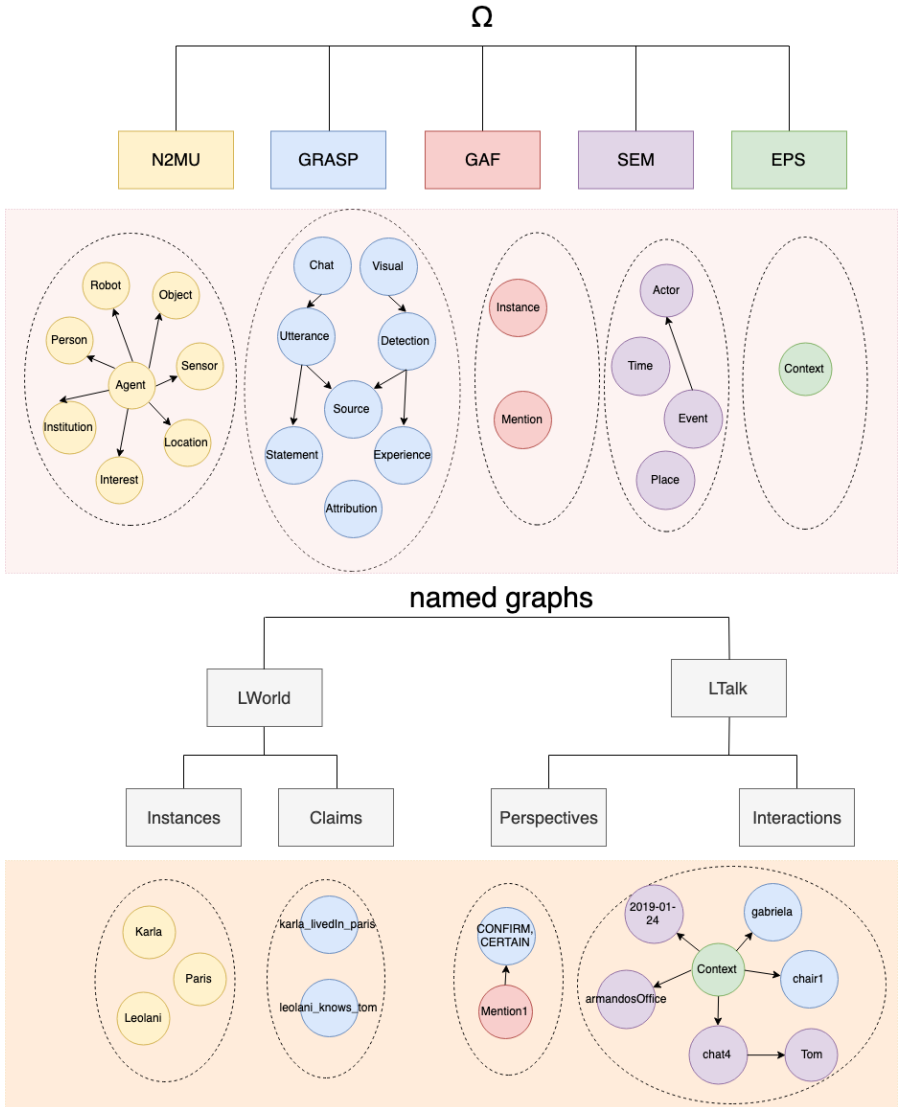 Ω
N2MU
GRASP
GAF
SEM
EPS
Chat
Visual
Robot
Object
Actor
Instance
Utterance
Detection
Person
Sensor
Time
Context
Agent
Source
Institution
Mention
Event
Location
Statement
Experience
Interest
Place
Attribution
named graphs
LWorld
LTalk
Instances
Claims
Perspectives
Interactions
2019-01-
24
gabriela
Karla
karla_livedIn_paris
CONFIRM,
CERTAIN
Context
Paris
chair1
armandosOffice
Leolani
leolani_knows_tom
Mention1
chat4
Tom